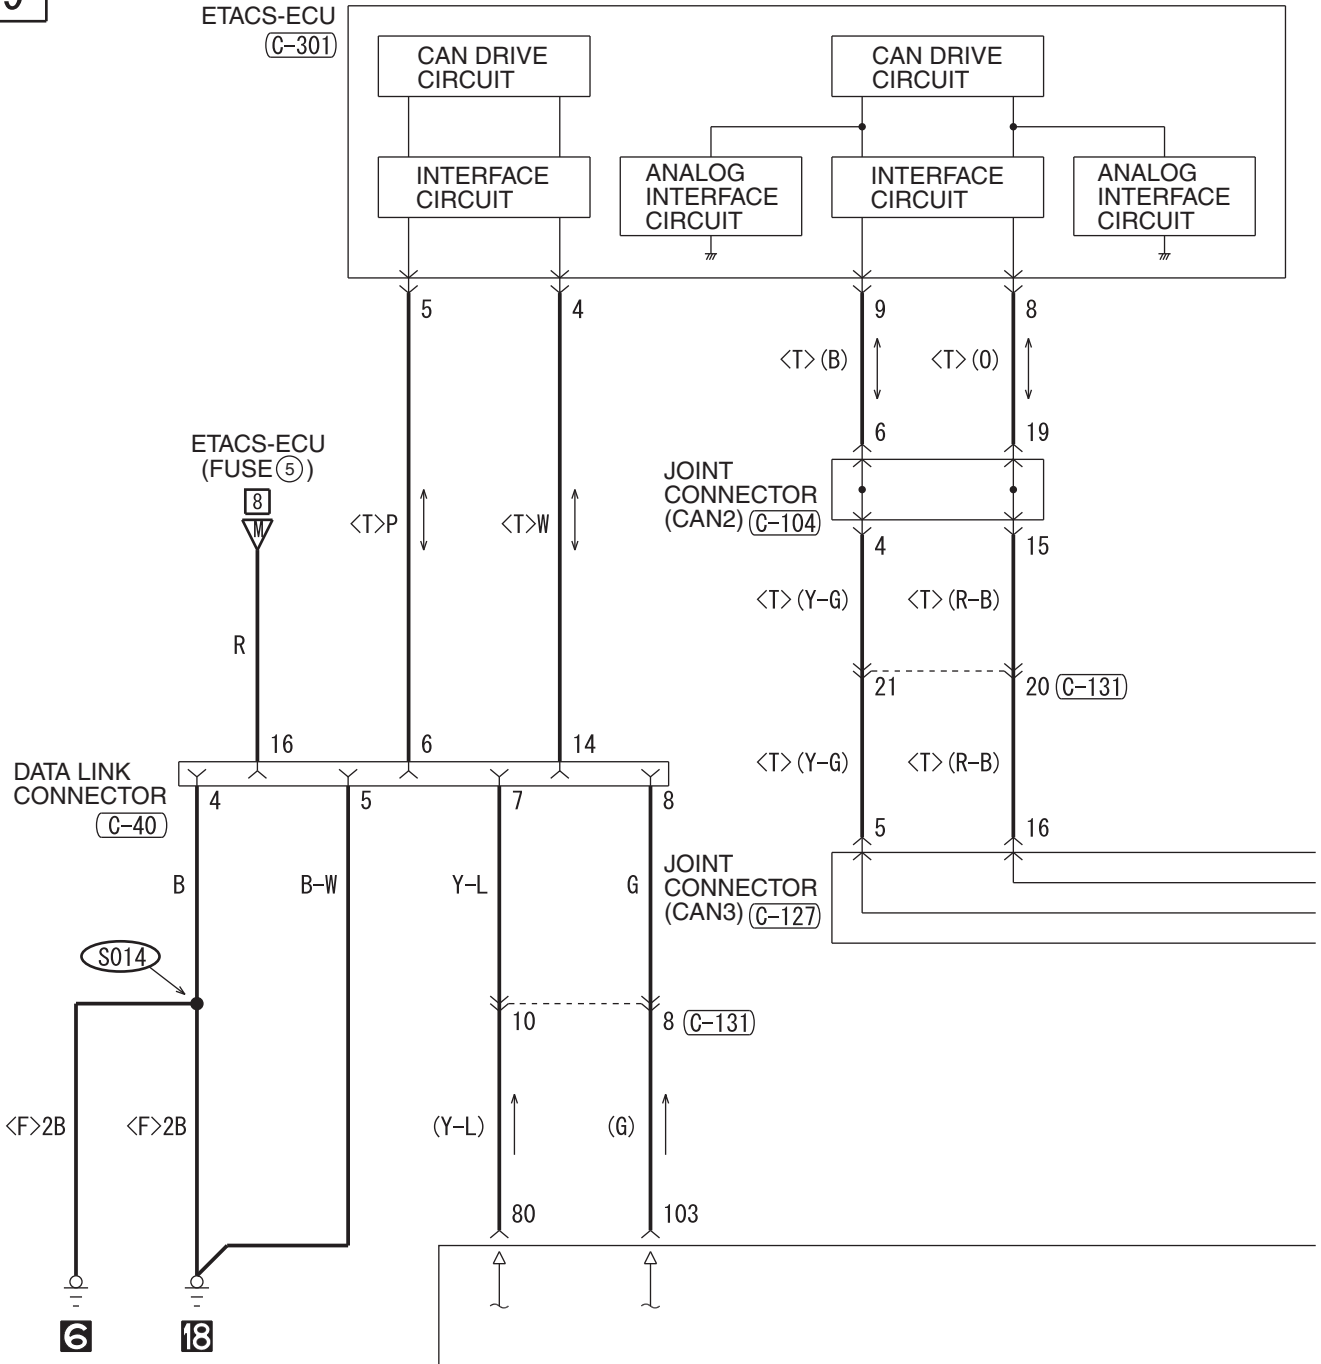 9
ETACS-ECU
C-301
CAN DRIVE
CIRCUIT
CAN DRIVE
CIRCUIT
INTERFACE
CIRCUIT
ANALOG
INTERFACE
CIRCUIT
INTERFACE
CIRCUIT
ANALOG
INTERFACE
CIRCUIT
5
4
9
8
<T>(B)
<T>(O)
6
19
ETACS-ECU
(FUSE 5)
8
M
JOINT
CONNECTOR
(CAN2) C-104
<T>P
<T>W
4
15
<T>(Y-G)
<T>(R-B)
R
21
20 C-131
16
6
14
<T>(Y-G)
<T>(R-B)
DATA LINK
CONNECTOR
C-40
4
5
7
8
5
16
B
B-W
Y-L
G
JOINT
CONNECTOR
(CAN3) C-127
S014
10
8 C-131
<F>2B
<F>2B
(Y-L)
(G)
80
103
6
18